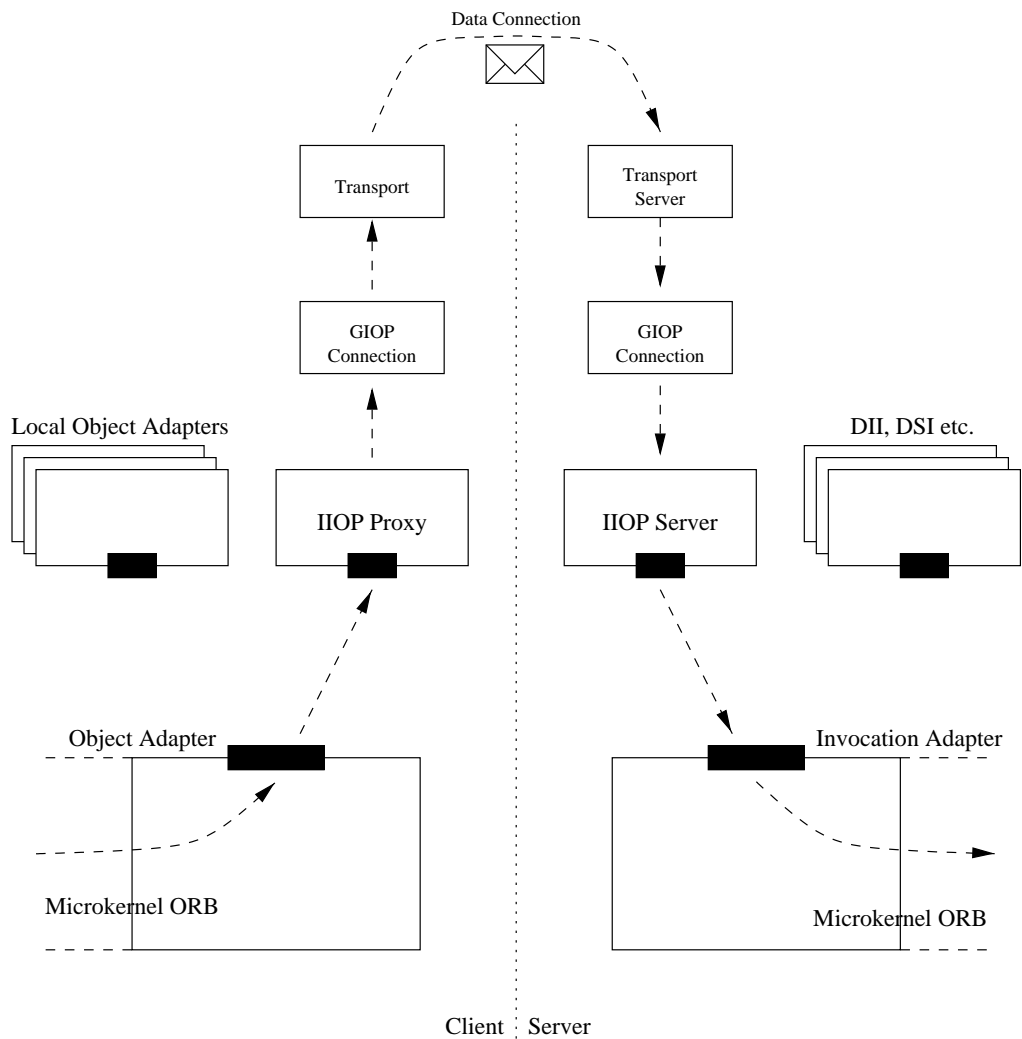 Data Connection
Transport
Transport
Server
GIOP
Connection
GIOP
Connection
Local Object Adapters
DII, DSI etc.
IIOP Proxy
IIOP Server
Object Adapter
Invocation Adapter
Microkernel ORB
Microkernel ORB
Client
Server